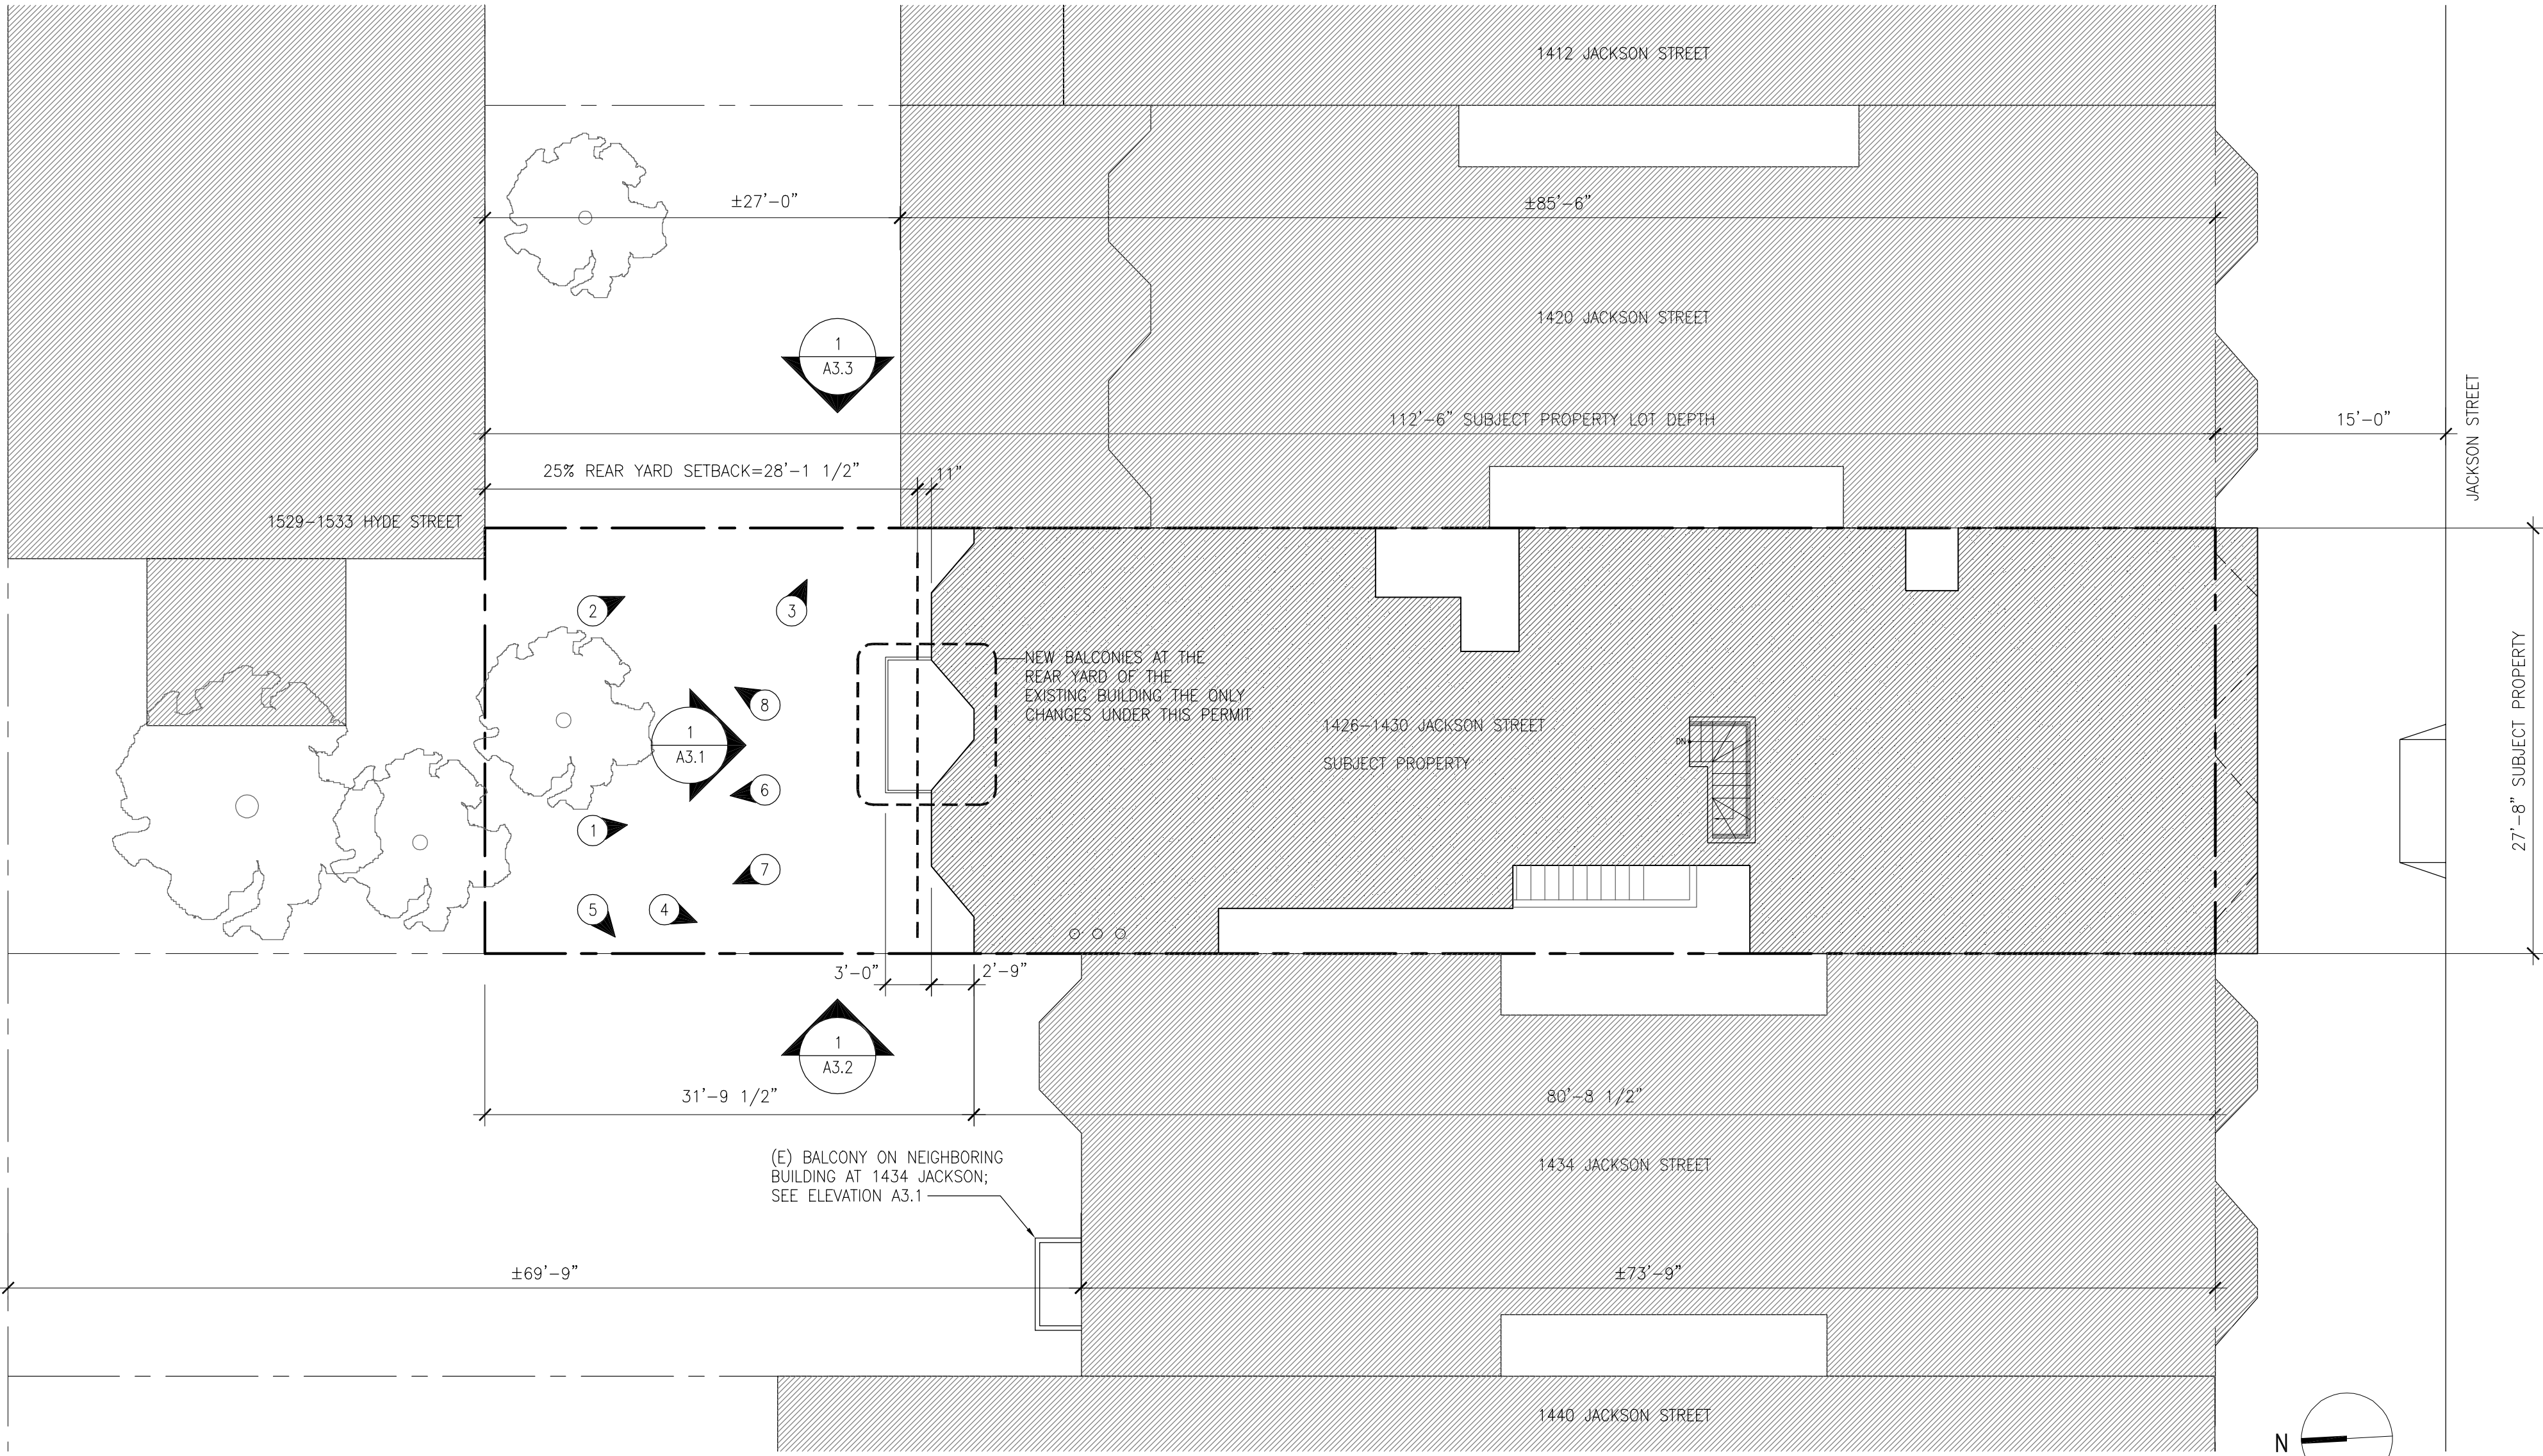 1412 JACKSON STREET
±27'-0"
±85'-6"
1420 JACKSON STREET
1
A3.3
112'-6" SUBJECT PROPERTY LOT DEPTH
15'-0"
JACKSON STREET
25% REAR YARD SETBACK=28'-1 1/2"
11"
1529-1533 HYDE STREET
2
3
NEW BALCONIES AT THE
REAR YARD OF THE
EXISTING BUILDING THE ONLY
CHANGES UNDER THIS PERMIT
8
1
A3.1
1426-1430 JACKSON STREET
SUBJECT PROPERTY
DN
27'-8" SUBJECT PROPERTY
6
1
7
5
4
3'-0"
2'-9"
1
A3.2
31'-9 1/2"
80'-8 1/2"
(E) BALCONY ON NEIGHBORING
BUILDING AT 1434 JACKSON;
SEE ELEVATION A3.1
1434 JACKSON STREET
±69'-9"
±73'-9"
1440 JACKSON STREET
N